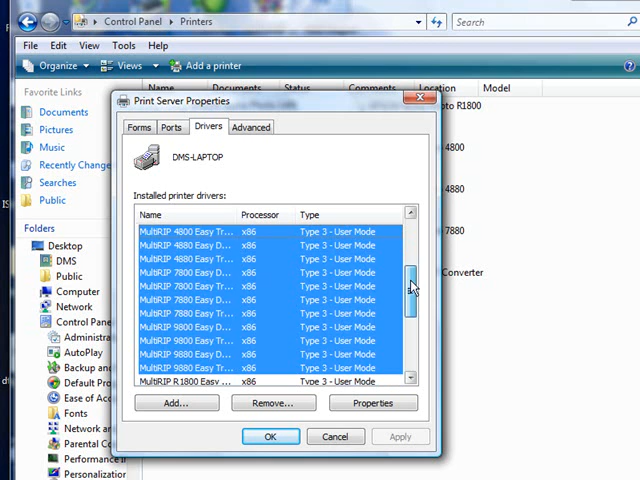 Control Panel ▸ Printers
Search
File Edit View Tools Help
Organize Views Add a printer
Name Documents Status Comments Location Model
Favorite Links
Documents
Pictures
Music
Recently Change
Searches
Public
Folders
Desktop
DMS
Public
Computer
Network
Control Pane
Administra
AutoPlay
Backup and
Default Pro
Ease of Acc
Fonts
Network an
Parental Co
Performance
Personalization
oto R1800
4800
4880
7880
Converter
Print Server Properties
Forms Ports Drivers Advanced
DMS-LAPTOP
Installed printer drivers:
Name Processor Type
MultiRIP 4800 Easy Tr... x86 Type 3 - User Mode
MultiRIP 4880 Easy D... x86 Type 3 - User Mode
MultiRIP 4880 Easy Tr... x86 Type 3 - User Mode
MultiRIP 7800 Easy D... x86 Type 3 - User Mode
MultiRIP 7800 Easy Tr... x86 Type 3 - User Mode
MultiRIP 7880 Easy D... x86 Type 3 - User Mode
MultiRIP 7880 Easy Tr... x86 Type 3 - User Mode
MultiRIP 9800 Easy D... x86 Type 3 - User Mode
MultiRIP 9800 Easy Tr... x86 Type 3 - User Mode
MultiRIP 9880 Easy D... x86 Type 3 - User Mode
MultiRIP 9880 Easy Tr... x86 Type 3 - User Mode
MultiRIP R1800 Easy ... x86 Type 3 - User Mode
Add... Remove... Properties
OK Cancel Apply